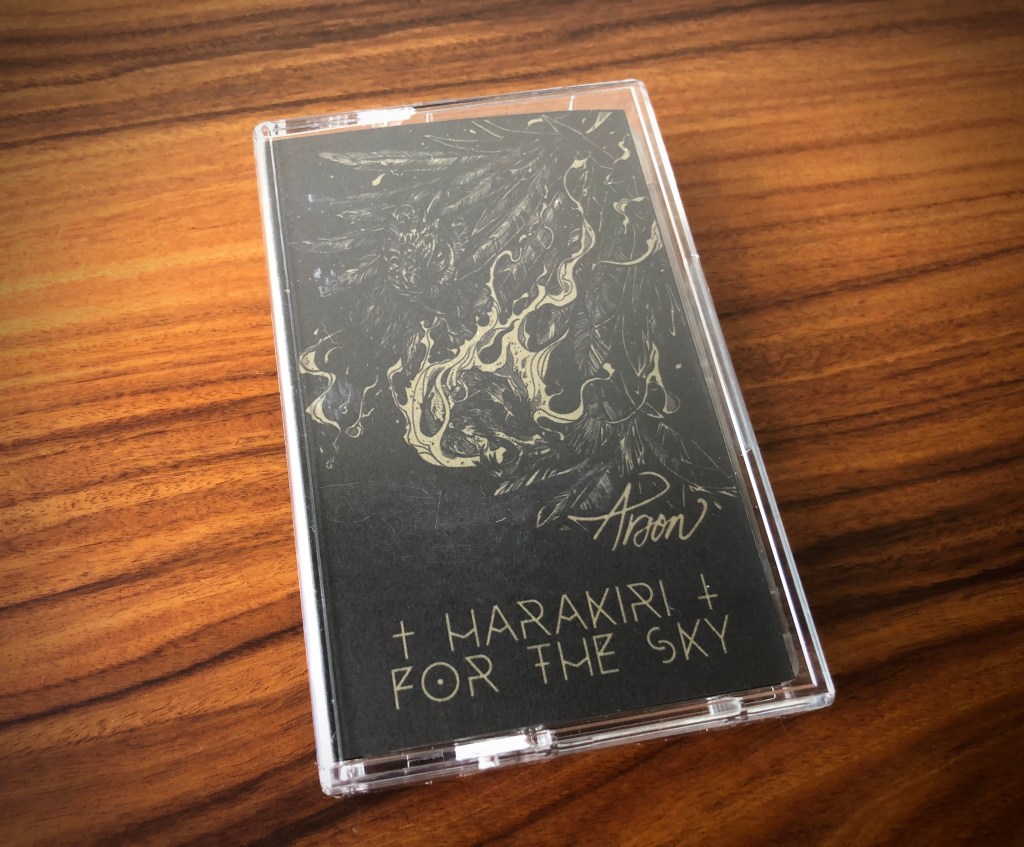 Arson
† HARAKIRI †
FOR THE SKY